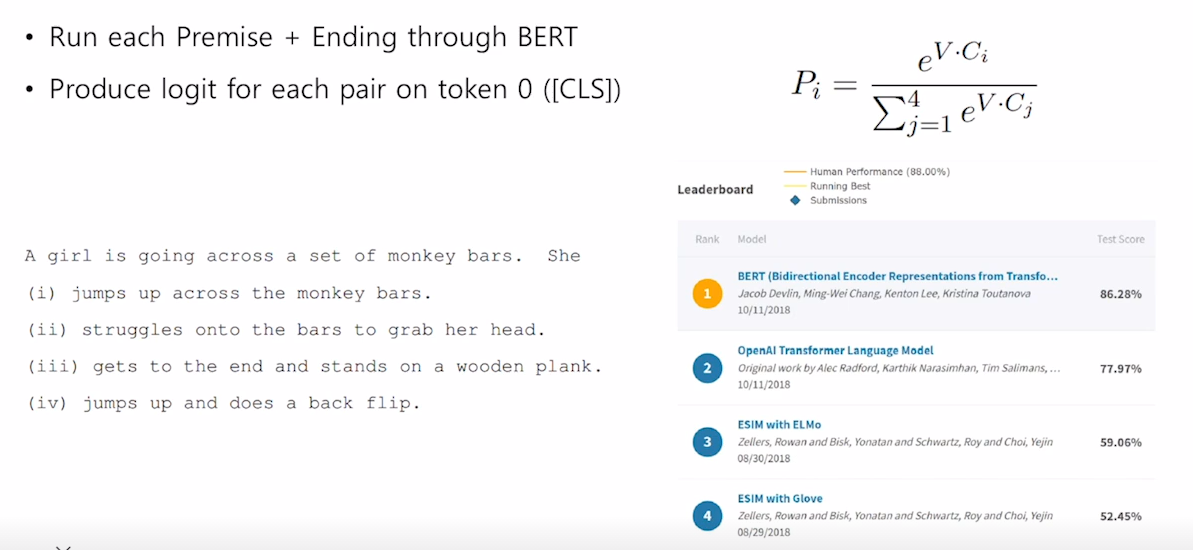 • Run each Premise + Ending through BERT
• Produce logit for each pair on token 0 ([CLS])
P_i = \frac{e^{V \cdot C_i}}{\sum_{j=1}^{4} e^{V \cdot C_j}}
A girl is going across a set of monkey bars. She
(i) jumps up across the monkey bars.
(ii) struggles onto the bars to grab her head.
(iii) gets to the end and stands on a wooden plank.
(iv) jumps up and does a back flip.
Leaderboard
Human Performance (88.00%)
Running Best
Submissions
Rank Model Test Score
1
BERT (Bidirectional Encoder Representations from Transfo...
Jacob Devlin, Ming-Wei Chang, Kenton Lee, Kristina Toutanova
10/11/2018
86.28%
2
OpenAI Transformer Language Model
Original work by Alec Radford, Karthik Narasimhan, Tim Salimans, ...
10/11/2018
77.97%
3
ESIM with ELMo
Zellers, Rowan and Bisk, Yonatan and Schwartz, Roy and Choi, Yejin
08/30/2018
59.06%
4
ESIM with Glove
Zellers, Rowan and Bisk, Yonatan and Schwartz, Roy and Choi, Yejin
08/29/2018
52.45%